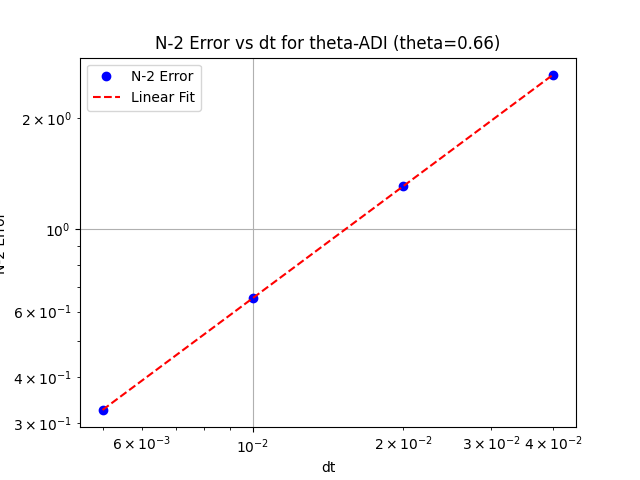 N-2 Error vs dt for theta-ADI (theta=0.66)
N-2 Error
Linear Fit
2 × 10⁰
10⁰
6 × 10⁻¹
4 × 10⁻¹
3 × 10⁻¹
N-2 Error
6 × 10⁻³
10⁻²
2 × 10⁻²
3 × 10⁻²
4 × 10⁻²
dt